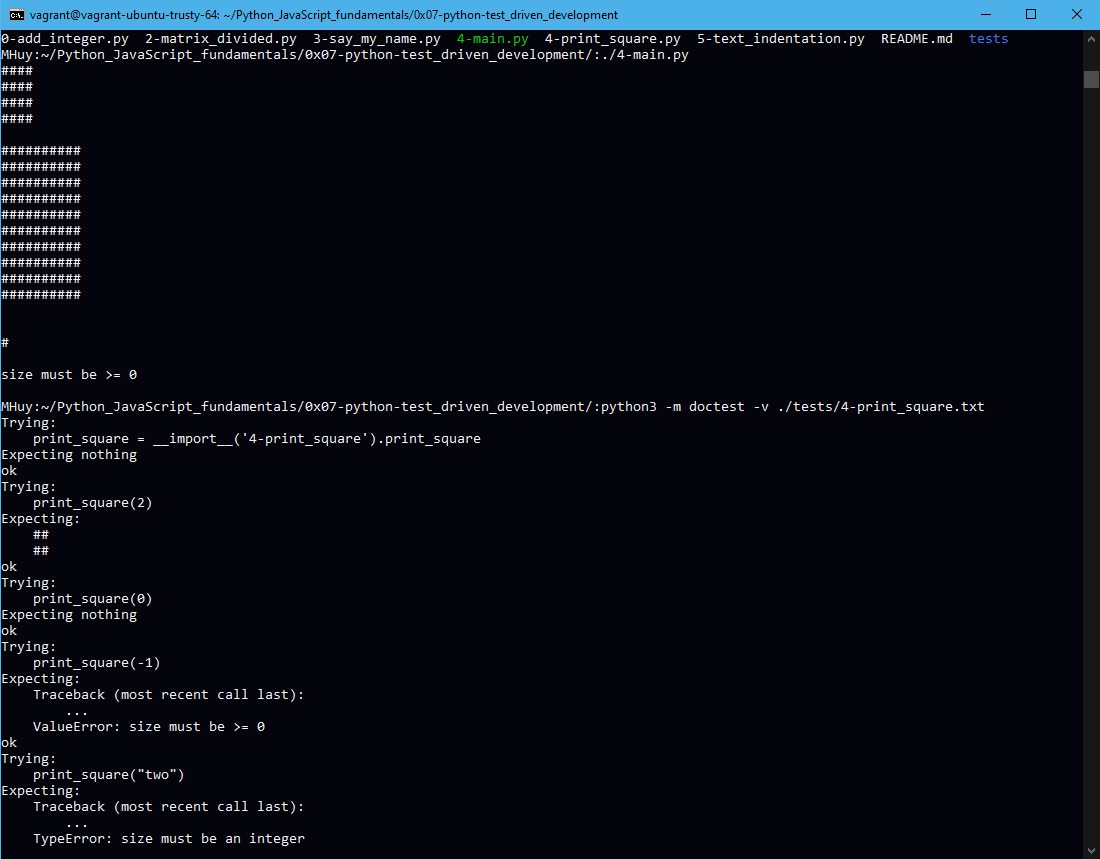 vagrant@vagrant-ubuntu-trusty-64: ~/Python_JavaScript_fundamentals/0x07-python-test_driven_development
0-add_integer.py  2-matrix_divided.py  3-say_my_name.py  4-main.py  4-print_square.py  5-text_indentation.py  README.md  tests
MHuy:~/Python_JavaScript_fundamentals/0x07-python-test_driven_development/:./4-main.py
####
####
####
####
##########
##########
##########
##########
##########
##########
##########
##########
##########
##########
#
size must be >= 0
MHuy:~/Python_JavaScript_fundamentals/0x07-python-test_driven_development/:python3 -m doctest -v ./tests/4-print_square.txt
Trying:
    print_square = __import__('4-print_square').print_square
Expecting nothing
ok
Trying:
    print_square(2)
Expecting:
    ##
    ##
ok
Trying:
    print_square(0)
Expecting nothing
ok
Trying:
    print_square(-1)
Expecting:
    Traceback (most recent call last):
        ...
    ValueError: size must be >= 0
ok
Trying:
    print_square("two")
Expecting:
    Traceback (most recent call last):
        ...
    TypeError: size must be an integer